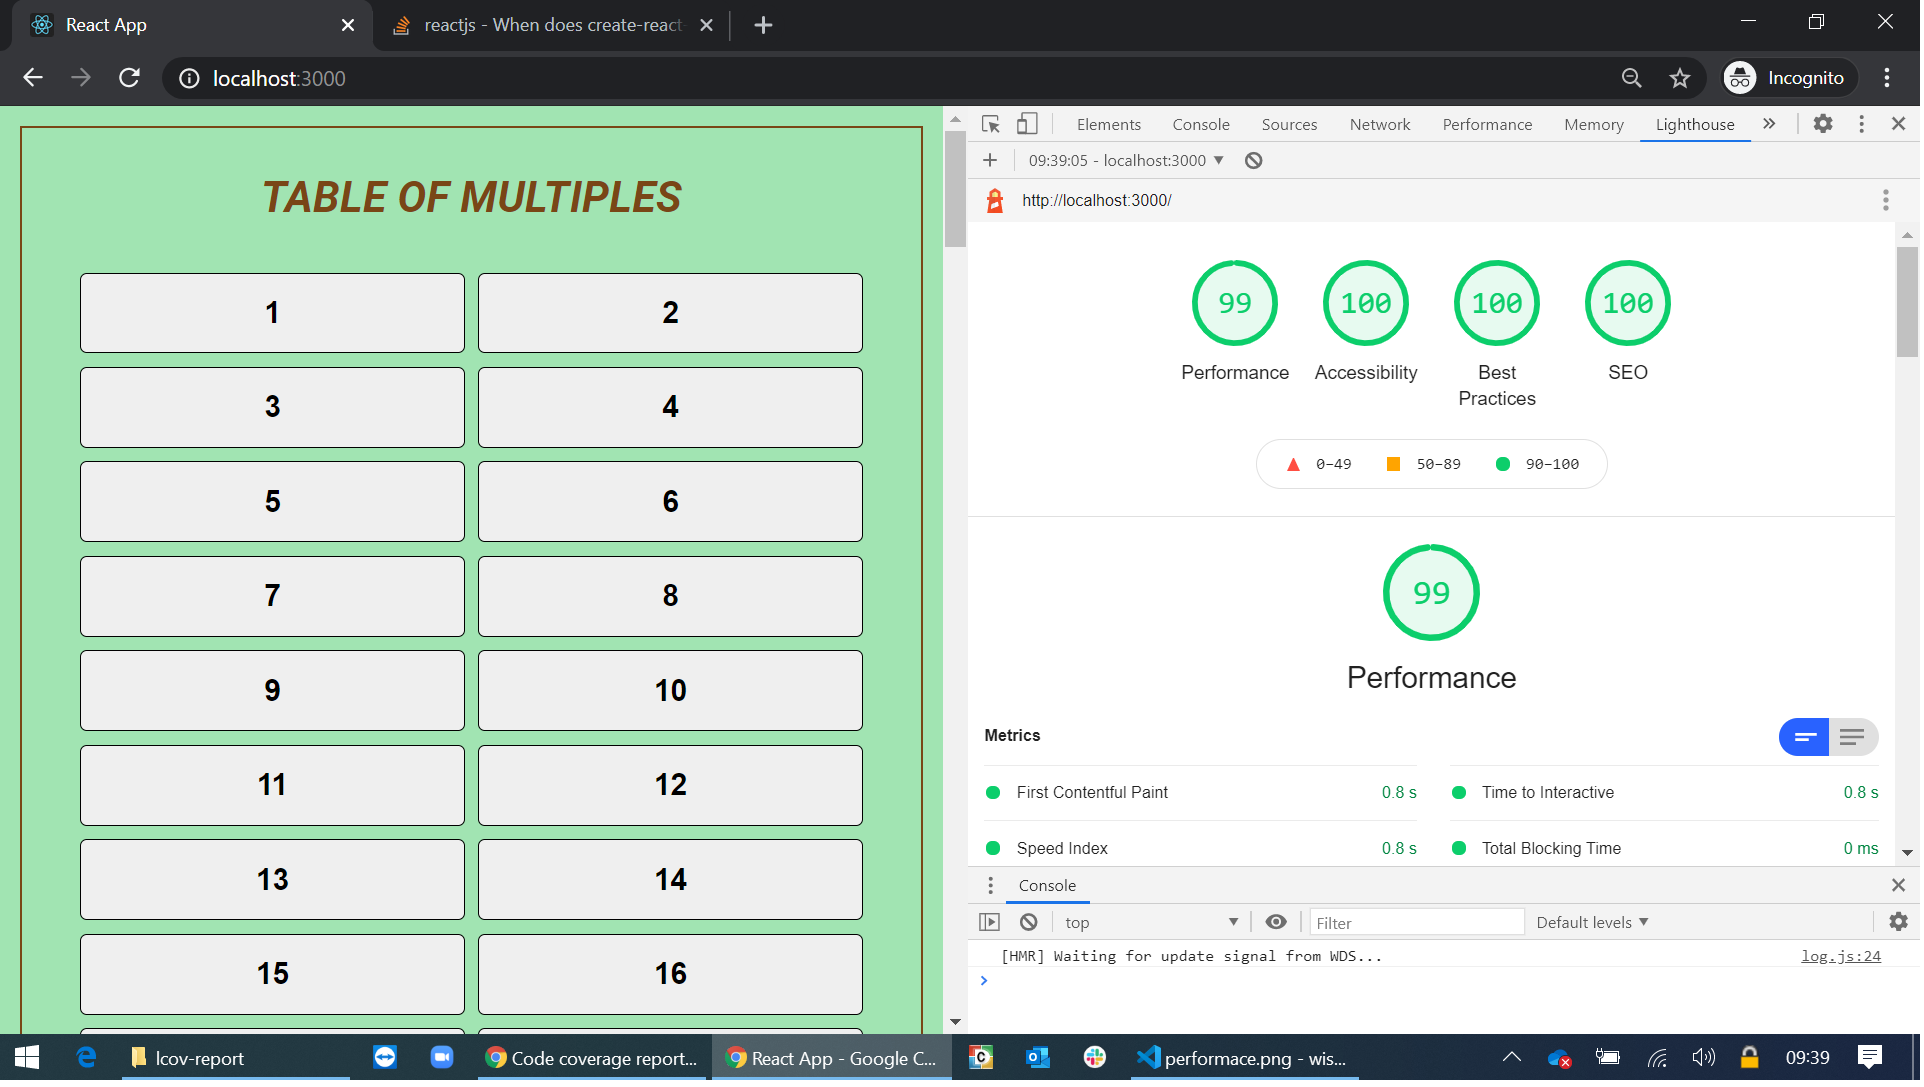 React App
reactjs - When does create-react-
localhost:3000
Incognito
TABLE OF MULTIPLES
1
2
3
4
5
6
7
8
9
10
11
12
13
14
15
16
Elements
Console
Sources
Network
Performance
Memory
Lighthouse
09:39:05 - localhost:3000
http://localhost:3000/
99
100
100
100
Performance
Accessibility
Best
Practices
SEO
0–49
50–89
90–100
99
Performance
Metrics
First Contentful Paint
0.8 s
Time to Interactive
0.8 s
Speed Index
0.8 s
Total Blocking Time
0 ms
Console
top
Filter
Default levels
[HMR] Waiting for update signal from WDS...
log.js:24
lcov-report
Code coverage report...
React App - Google C...
performace.png - wis...
09:39